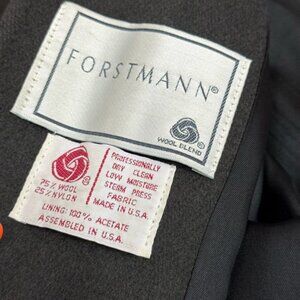 FORSTMANN®
WOOL BLEND
®
75% WOOL
25% NYLON
PROFESSIONALLY
DRY CLEAN
LOW MOISTURE
STEAM PRESS
FABRIC
MADE IN U.S.A.
LINING: 100% ACETATE
ASSEMBLED IN U.S.A.